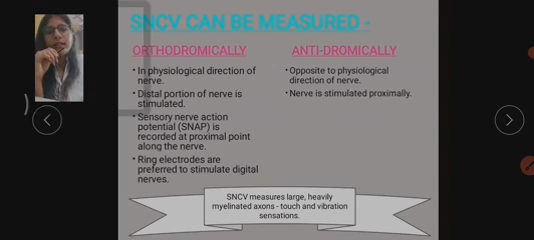 SNCV CAN BE MEASURED -
ORTHODROMICALLY
• In physiological direction of
nerve.
• Distal portion of nerve is
stimulated.
• Sensory nerve action
potential (SNAP) is
recorded at proximal point
along the nerve.
• Ring electrodes are
preferred to stimulate digital
nerves.
ANTI-DROMICALLY
• Opposite to physiological
direction of nerve.
• Nerve is stimulated proximally.
SNCV measures large, heavily
myelinated axons - touch and vibration
sensations.